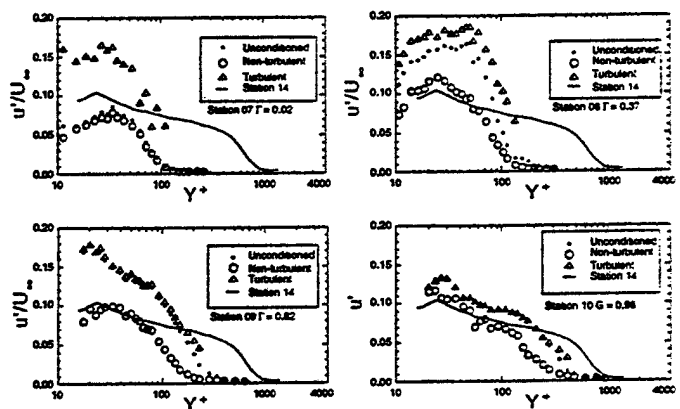 0.20
0.15
0.10
0.05
0.00
u'/U∞
10
100
1000
4000
Y+
Unconditioned
Non-turbulent
Turbulent
Station 14
Station 07 Γ = 0.02
0.20
0.15
0.10
0.05
0.00
u'/U∞
10
100
1000
4000
Y+
Unconditioned
Non-turbulent
Turbulent
Station 14
Station 08 Γ = 0.37
0.20
0.15
0.10
0.05
0.00
u'/U∞
10
100
1000
4000
Y+
Unconditioned
Non-turbulent
Turbulent
Station 14
Station 09 Γ = 0.82
0.20
0.15
0.10
0.05
0.00
u'
10
100
1000
4000
Y+
Unconditioned
Non-turbulent
Turbulent
Station 14
Station 10 G = 0.96